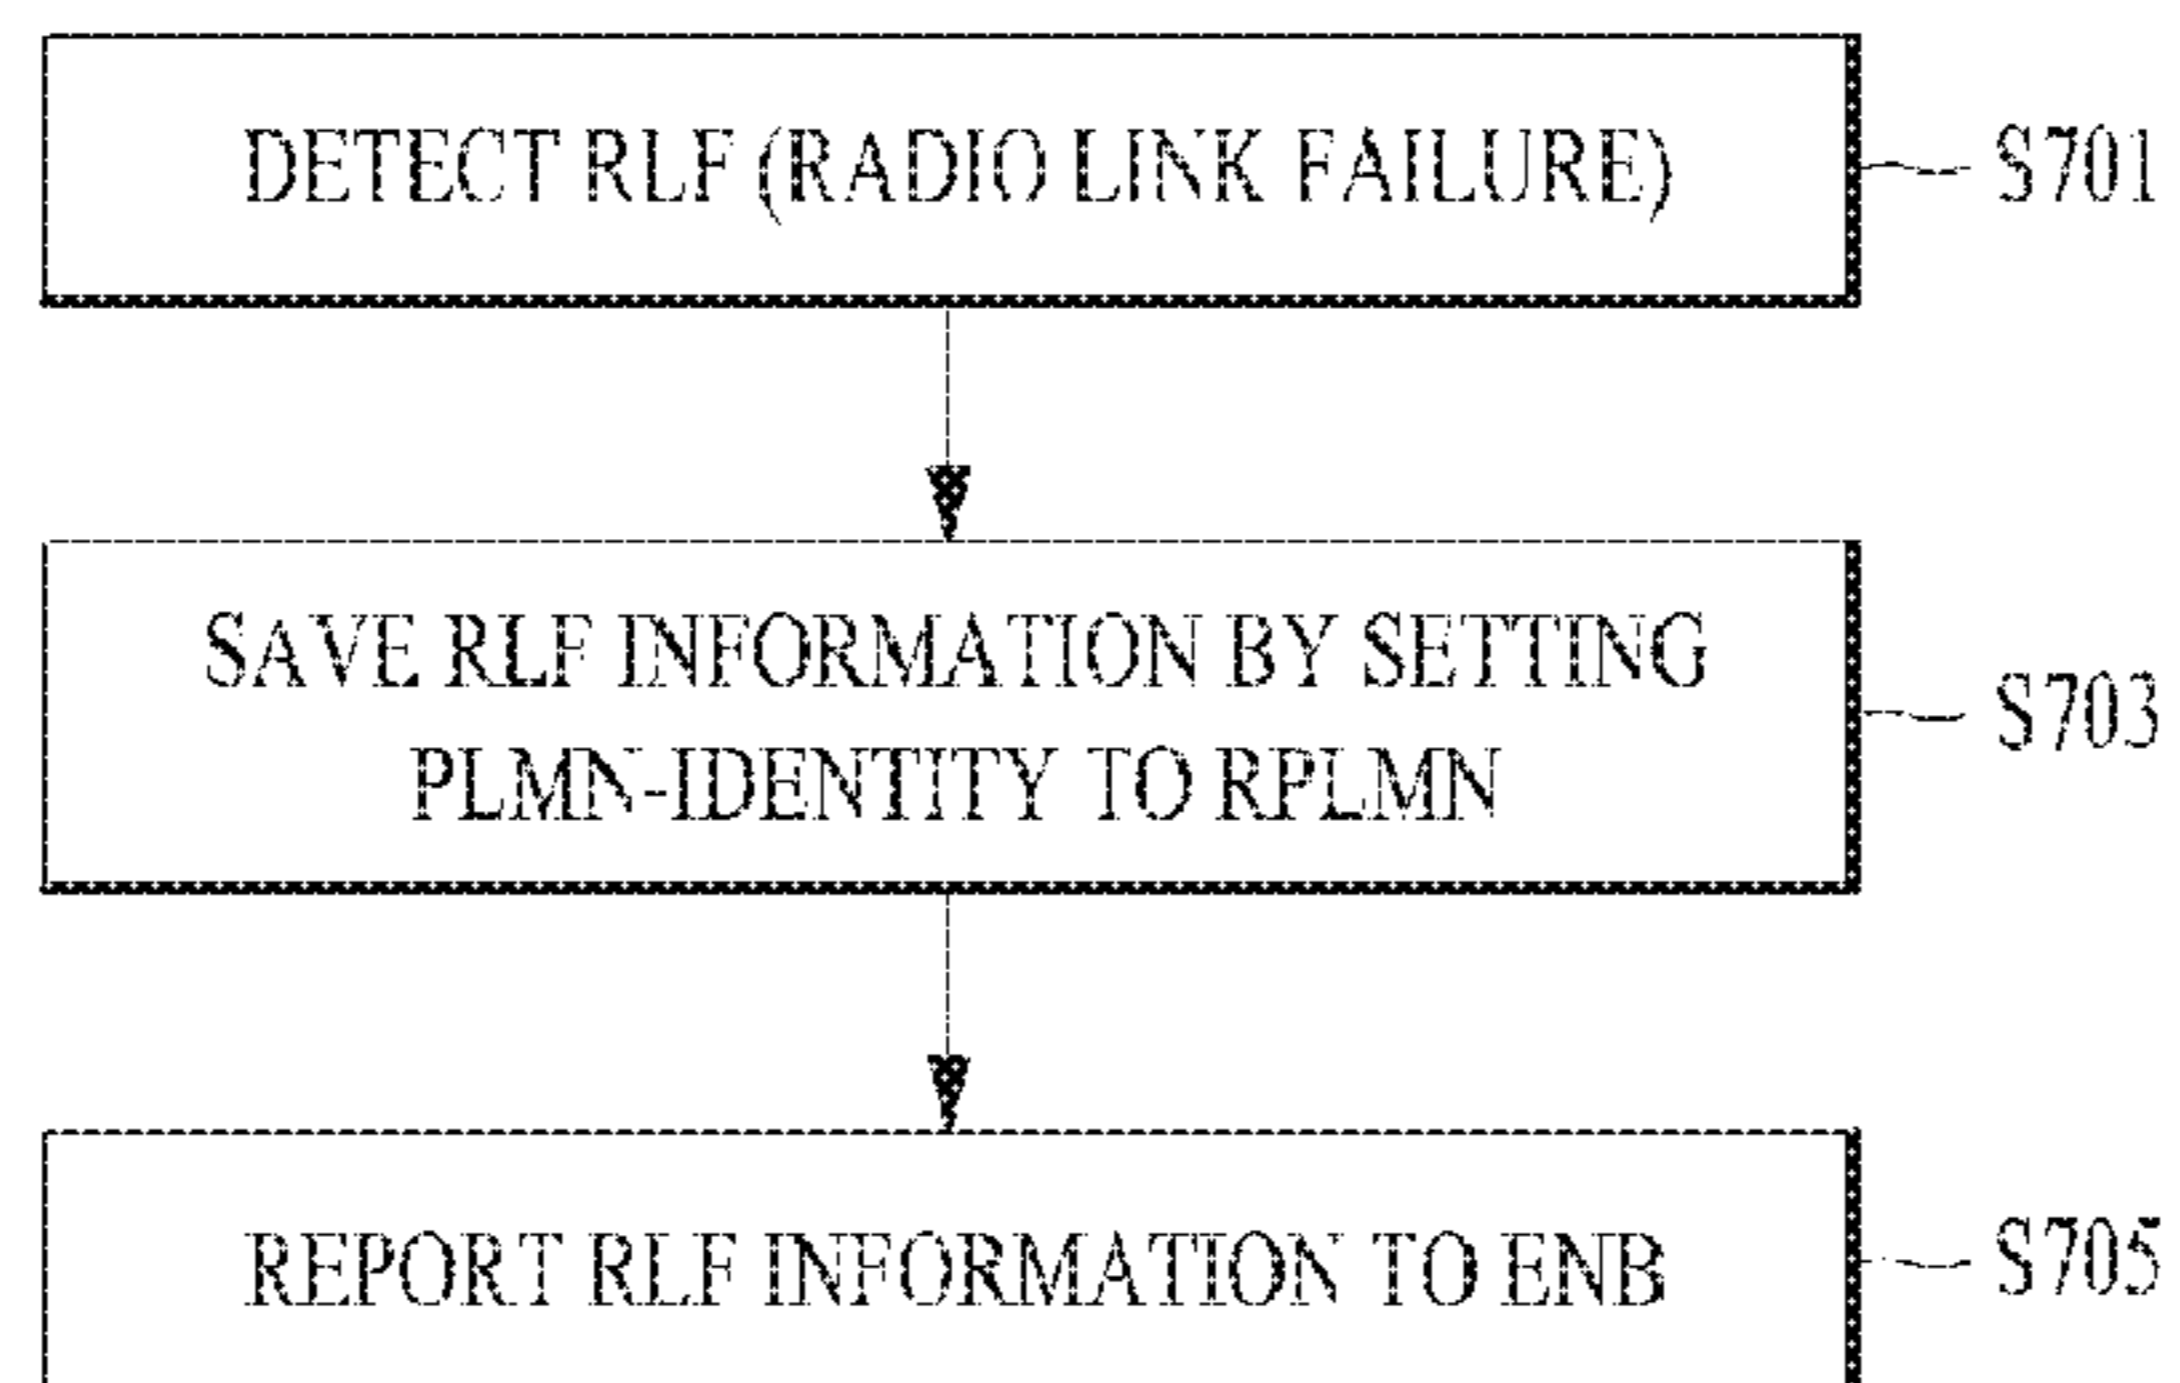 DETECT RLF (RADIO LINK FAILURE)
S701
SAVE RLF INFORMATION BY SETTING
PLMN-IDENTITY TO RPLMN
S703
REPORT RLF INFORMATION TO ENB
S705